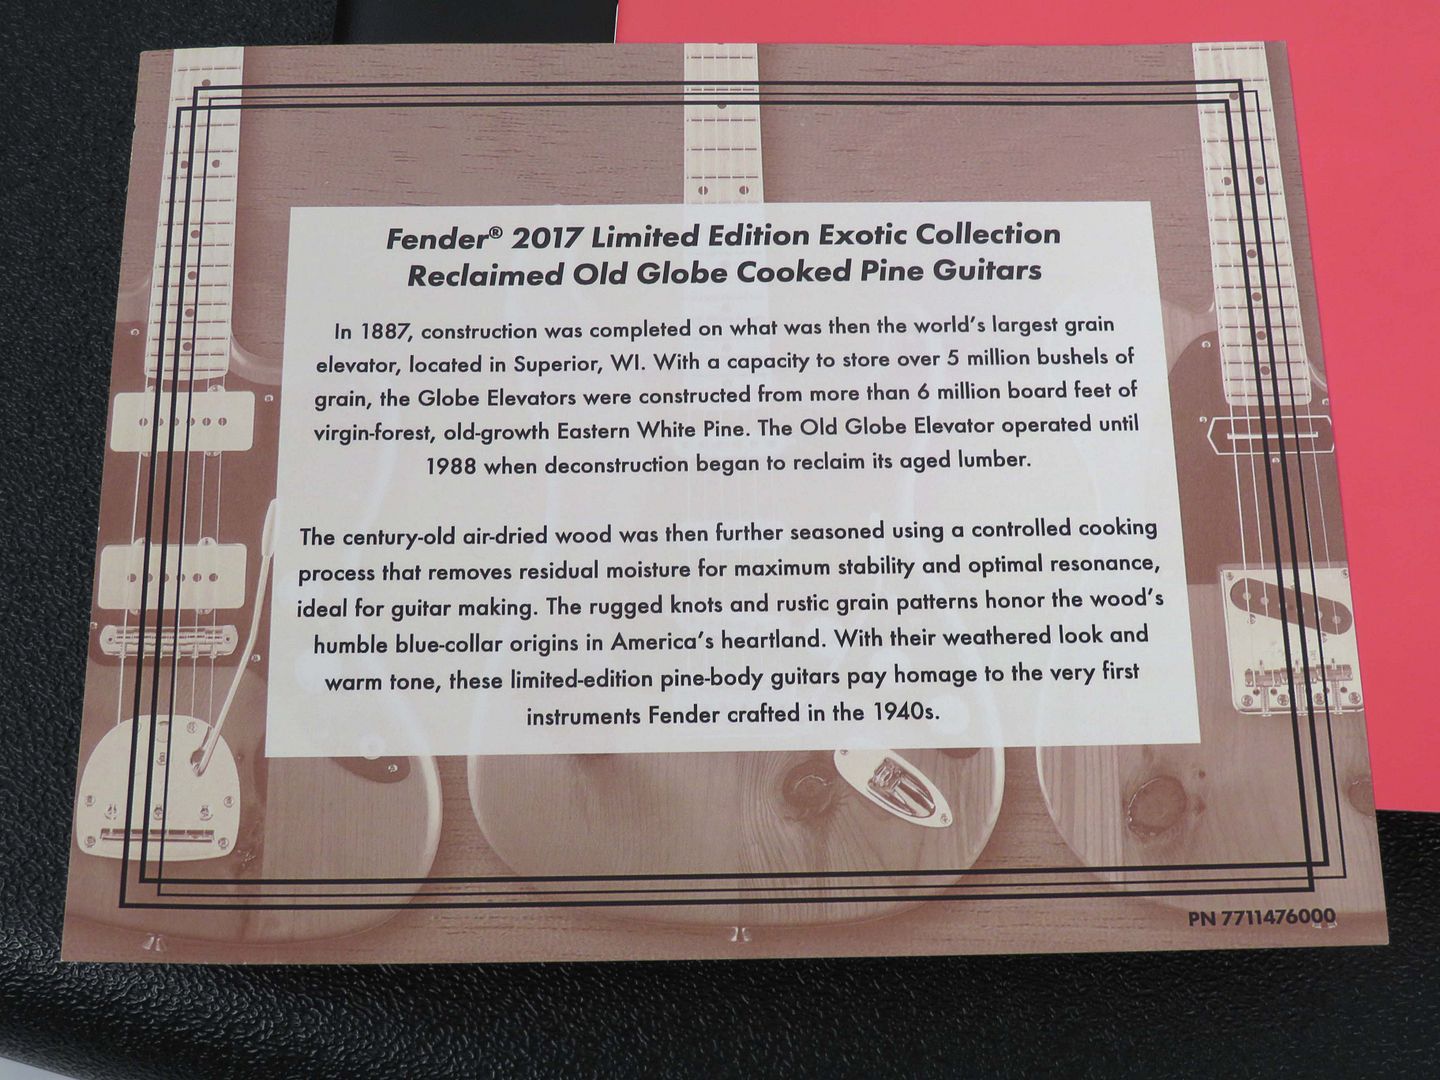 Fender® 2017 Limited Edition Exotic Collection
Reclaimed Old Globe Cooked Pine Guitars
In 1887, construction was completed on what was then the world's largest grain
elevator, located in Superior, WI. With a capacity to store over 5 million bushels of
grain, the Globe Elevators were constructed from more than 6 million board feet of
virgin-forest, old-growth Eastern White Pine. The Old Globe Elevator operated until
1988 when deconstruction began to reclaim its aged lumber.
The century-old air-dried wood was then further seasoned using a controlled cooking
process that removes residual moisture for maximum stability and optimal resonance,
ideal for guitar making. The rugged knots and rustic grain patterns honor the wood's
humble blue-collar origins in America's heartland. With their weathered look and
warm tone, these limited-edition pine-body guitars pay homage to the very first
instruments Fender crafted in the 1940s.
PN 7711476000